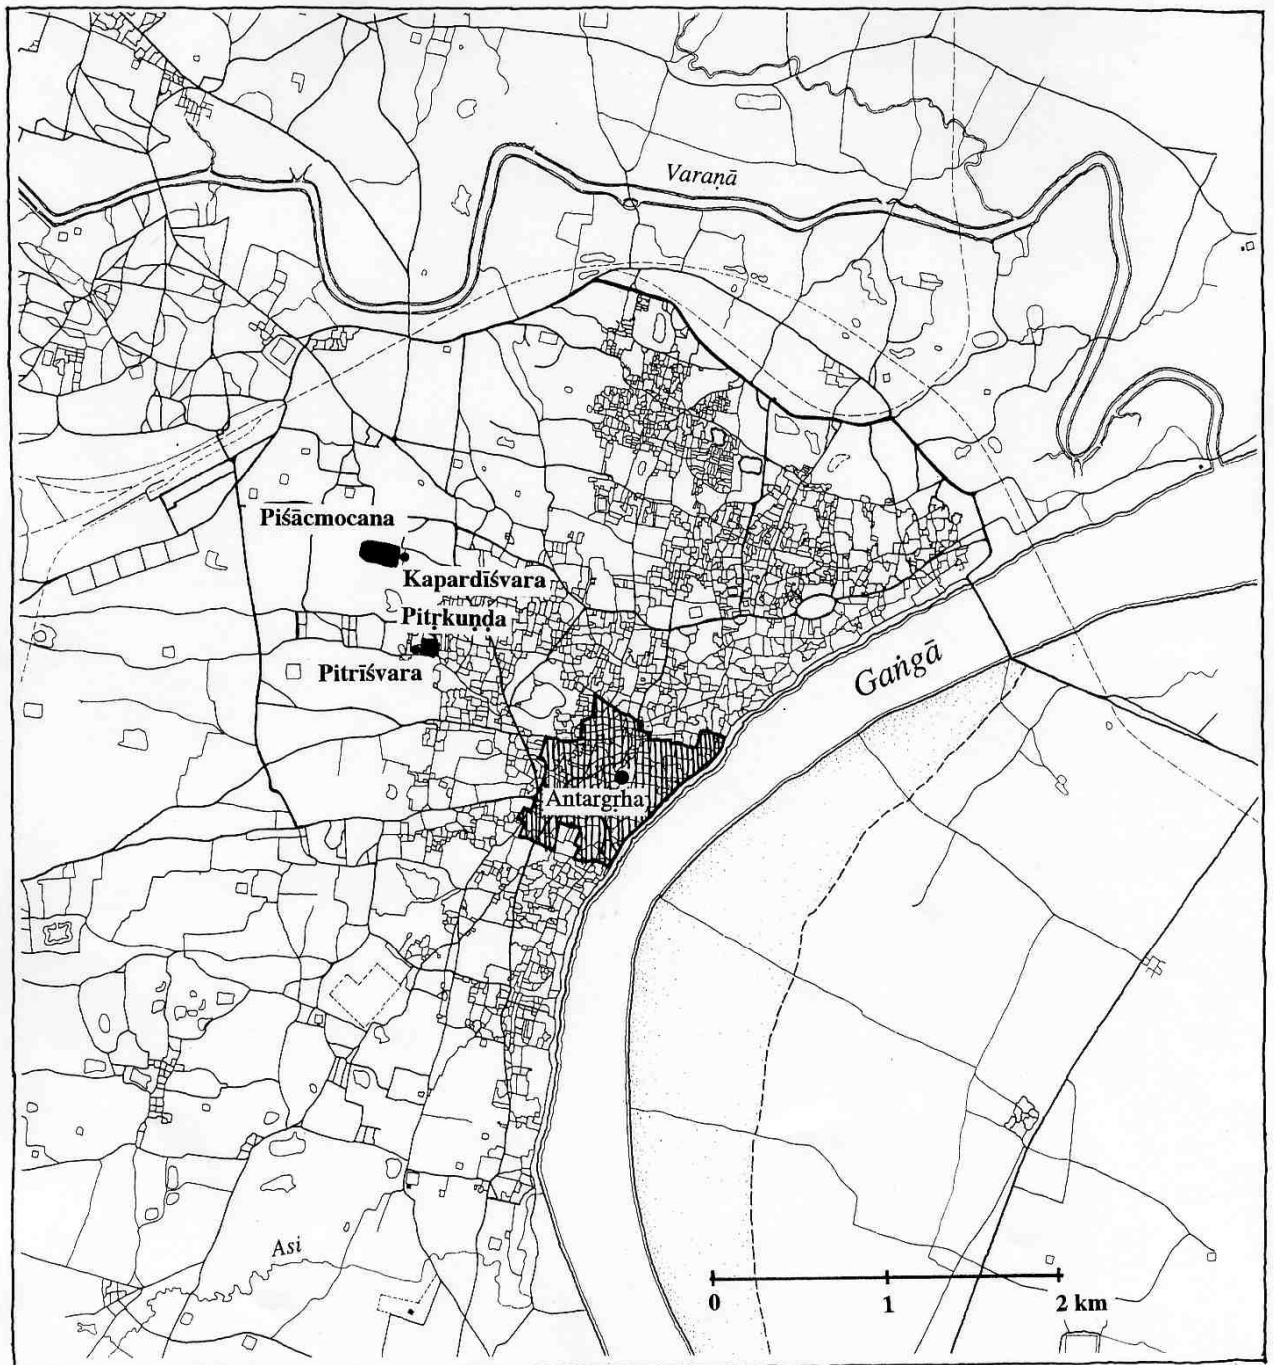 Varaṇā
Piśācmocana
Kapardīśvara
Pitṛkuṇḍa
Pitrīśvara
Gaṅgā
Antargṛha
Asi
0 1 2 km